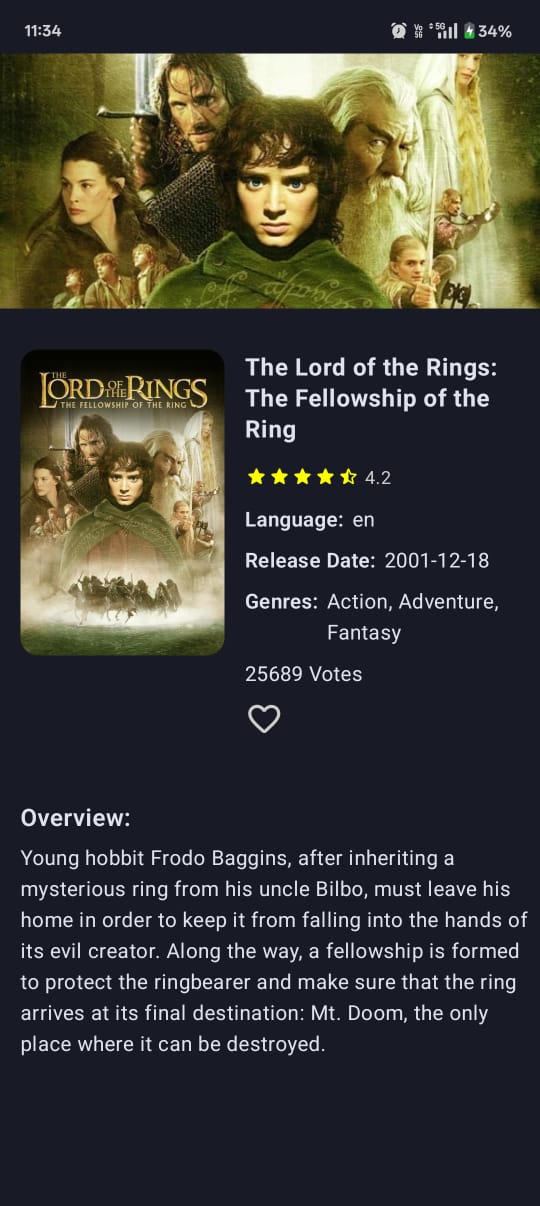 11:34
Vo 5G 5G 34%
THE
LORD OF THE RINGS
THE FELLOWSHIP OF THE RING
The Lord of the Rings:
The Fellowship of the
Ring
4.2
Language: en
Release Date: 2001-12-18
Genres: Action, Adventure,
Fantasy
25689 Votes
Overview:
Young hobbit Frodo Baggins, after inheriting a
mysterious ring from his uncle Bilbo, must leave his
home in order to keep it from falling into the hands of
its evil creator. Along the way, a fellowship is formed
to protect the ringbearer and make sure that the ring
arrives at its final destination: Mt. Doom, the only
place where it can be destroyed.